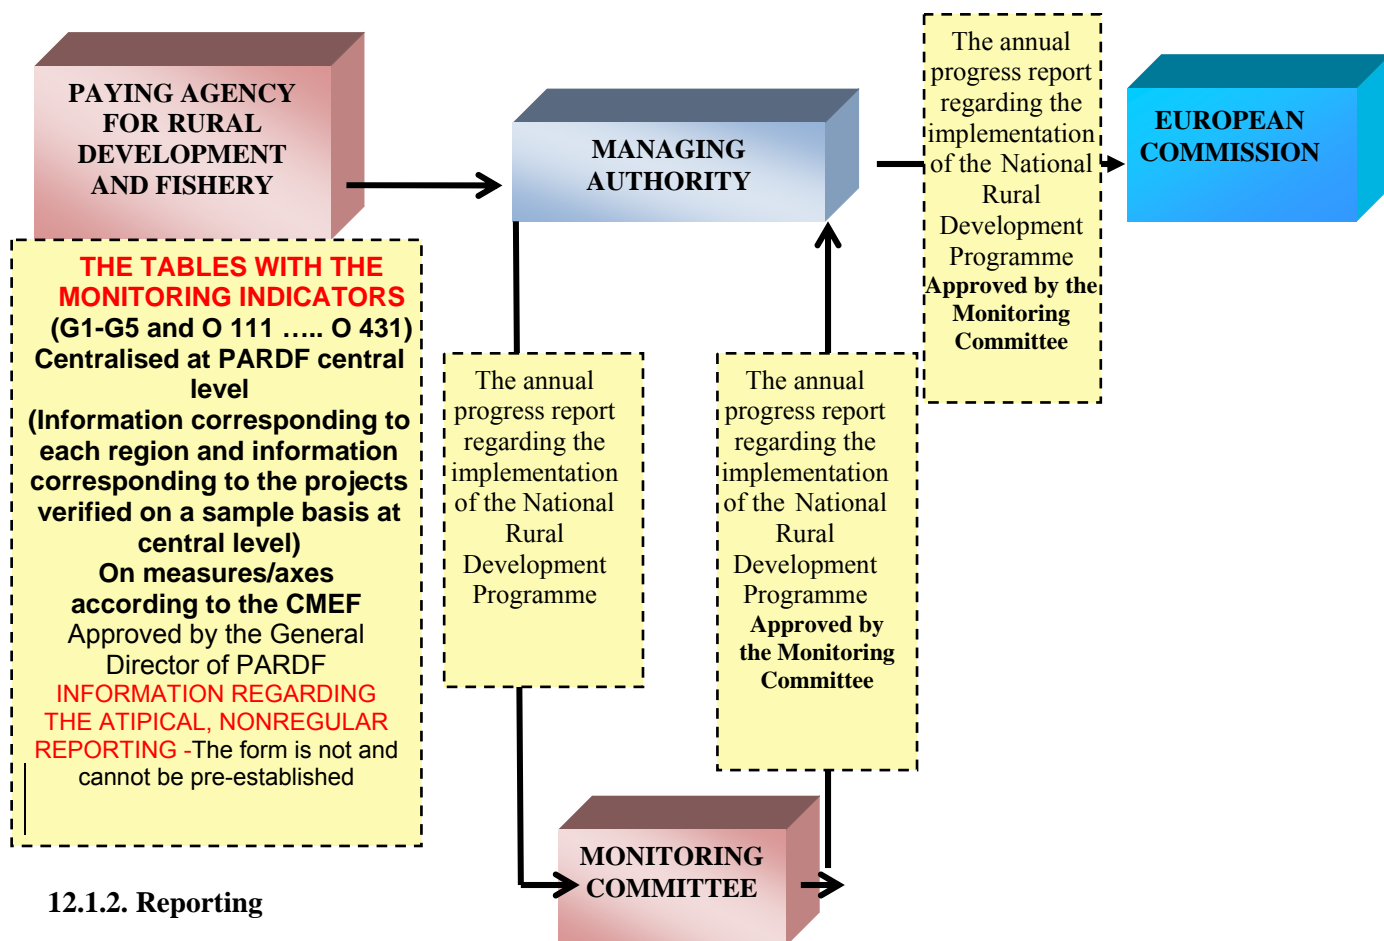 PAYING AGENCY
FOR RURAL
DEVELOPMENT
AND FISHERY
THE TABLES WITH THE
MONITORING INDICATORS
(G1-G5 and O 111 ….. O 431)
Centralised at PARDF central
level
(Information corresponding to
each region and information
corresponding to the projects
verified on a sample basis at
central level)
On measures/axes
according to the CMEF
Approved by the General
Director of PARDF
INFORMATION REGARDING
THE ATIPICAL, NONREGULAR
REPORTING -The form is not and
cannot be pre-established
MANAGING
AUTHORITY
The annual
progress report
regarding the
implementation
of the National
Rural
Development
Programme
The annual
progress report
regarding the
implementation
of the National
Rural
Development
Programme
Approved by
the Monitoring
Committee
The annual
progress report
regarding the
implementation
of the National
Rural
Development
Programme
Approved by the
Monitoring
Committee
EUROPEAN
COMMISSION
MONITORING
COMMITTEE
12.1.2. Reporting